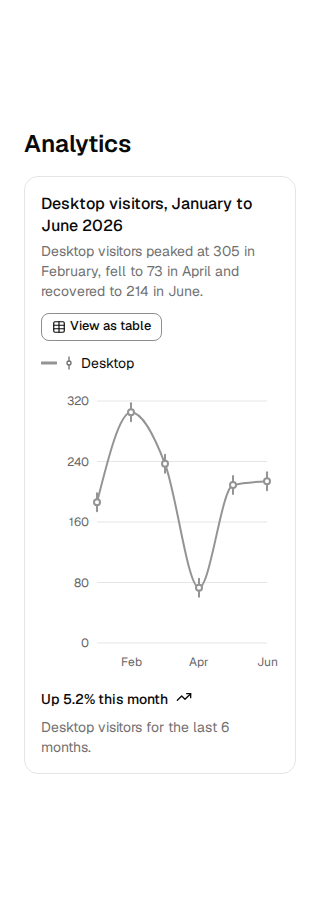 Analytics
Desktop visitors, January to
June 2026
Desktop visitors peaked at 305 in
February, fell to 73 in April and
recovered to 214 in June.
View as table
Desktop
320
240
160
80
0
Feb Apr Jun
Up 5.2% this month
Desktop visitors for the last 6
months.